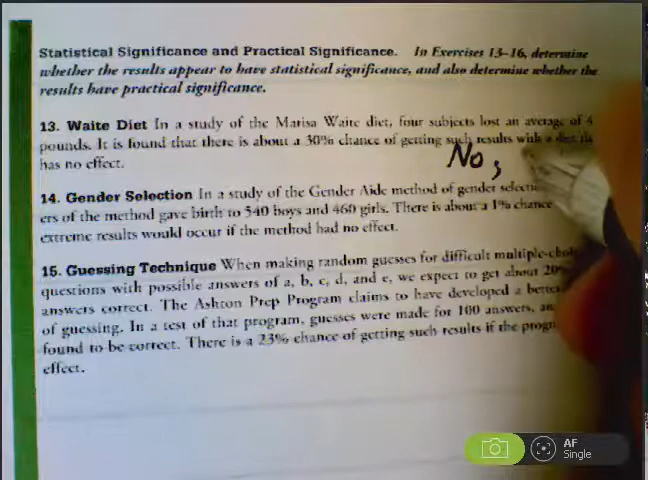 Statistical Significance and Practical Significance. In Exercises 13–16, determine
whether the results appear to have statistical significance, and also determine whether the
results have practical significance.
13. Waite Diet In a study of the Marisa Waite diet, four subjects lost an average of 4
pounds. It is found that there is about a 30% chance of getting such results with a
has no effect.
No,
14. Gender Selection In a study of the Gender Aide method of gender
ers of the method gave birth to 540 boys and 460 girls. There is about a 1% chance
extreme results would occur if the method had no effect.
15. Guessing Technique When making random guesses for difficult
questions with possible answers of a, b, c, d, and e, we expect to get about
answers correct. The Ashton Prep Program claims to have developed a
of guessing. In a test of that program, guesses were made for 100 answers,
found to be correct. There is a 23% chance of getting such results if the
effect.
AF
Single